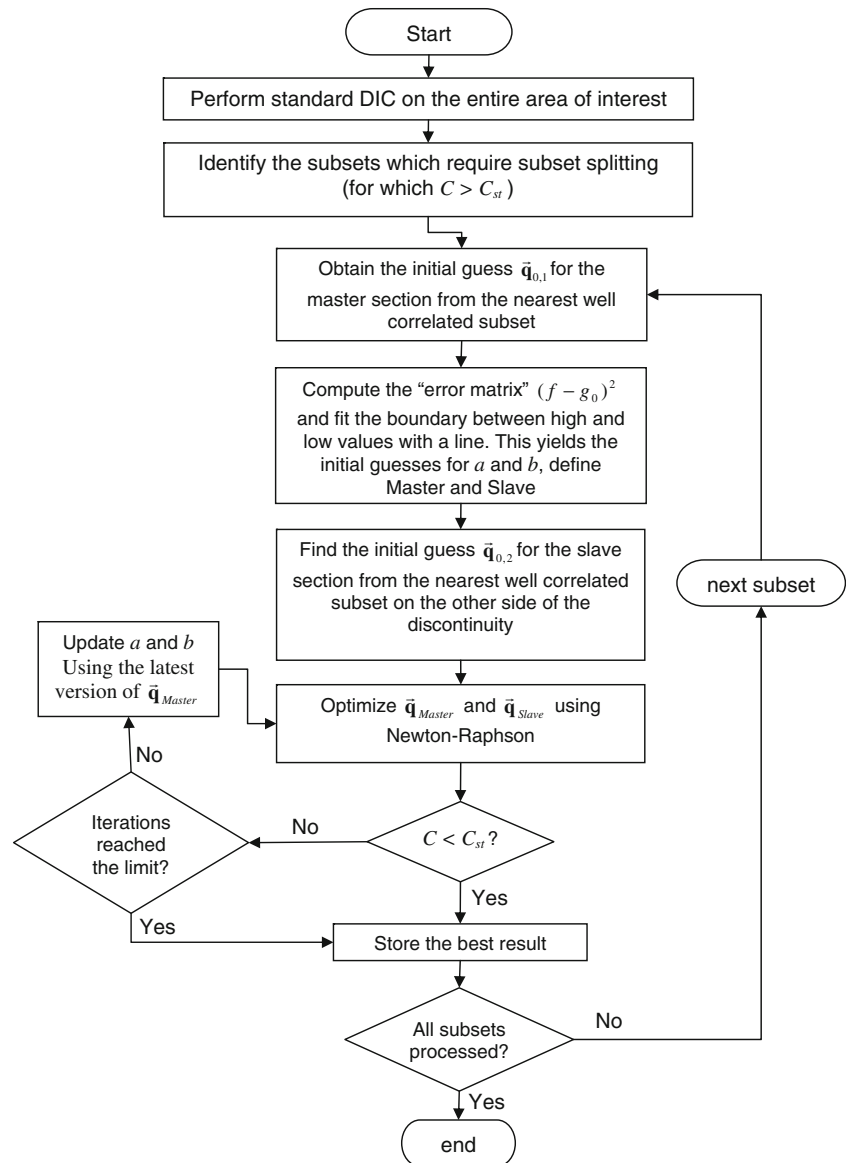 Start
Perform standard DIC on the entire area of interest
Identify the subsets which require subset splitting
(for which C > C_st )
Obtain the initial guess q⃗_0,1 for the
master section from the nearest well
correlated subset
Compute the “error matrix” (f − g_0)^2
and fit the boundary between high and
low values with a line. This yields the
initial guesses for a and b, define
Master and Slave
Find the initial guess q⃗_0,2 for the slave
section from the nearest well correlated
subset on the other side of the
discontinuity
next subset
Update a and b
Using the latest
version of q⃗_Master
Optimize q⃗_Master and q⃗_Slave using
Newton-Raphson
No
Iterations
reached
the limit?
No
C < C_st ?
Yes
Yes
Store the best result
All subsets
processed?
No
Yes
end